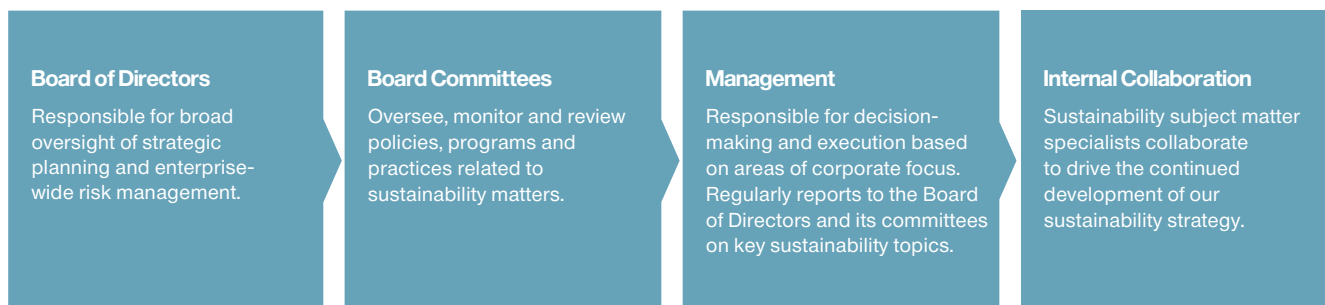 Board of Directors
Responsible for broad
oversight of strategic
planning and enterprise-
wide risk management.
Board Committees
Oversee, monitor and review
policies, programs and
practices related to
sustainability matters.
Management
Responsible for decision-
making and execution based
on areas of corporate focus.
Regularly reports to the Board
of Directors and its committees
on key sustainability topics.
Internal Collaboration
Sustainability subject matter
specialists collaborate
to drive the continued
development of our
sustainability strategy.